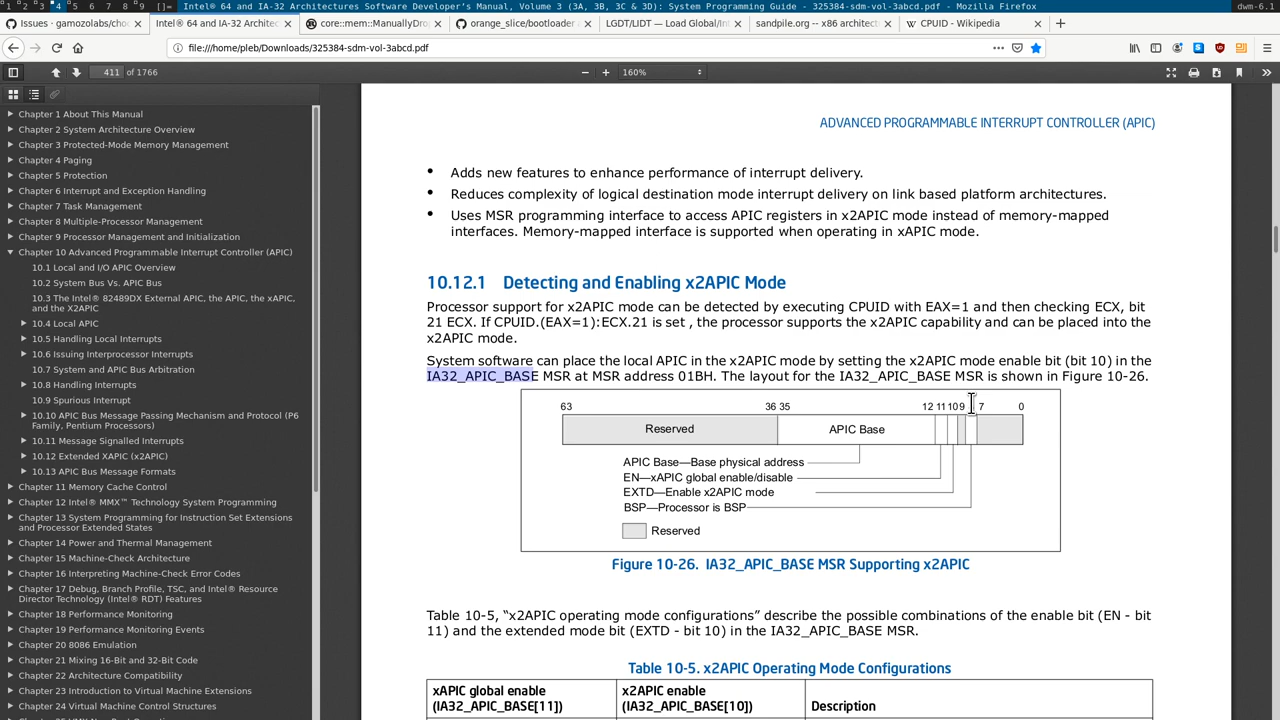 1 2 3 4 5 6 7 8 9 []= Intel® 64 and IA-32 Architectures Software Developer's Manual, Volume 3 (3A, 3B, 3C & 3D): System Programming Guide - 325384-sdm-vol-3abcd.pdf - Mozilla Firefox dwm-6.1
Issues · gamozolabs/choc
Intel® 64 and IA-32 Architec
core::mem::ManuallyDrop
orange_slice/bootloader
LGDT/LIDT — Load Global/In
sandpile.org -- x86 architect
CPUID - Wikipedia
file:///home/pleb/Downloads/325384-sdm-vol-3abcd.pdf
411 of 1766
160%
Chapter 1 About This Manual
Chapter 2 System Architecture Overview
Chapter 3 Protected-Mode Memory Management
Chapter 4 Paging
Chapter 5 Protection
Chapter 6 Interrupt and Exception Handling
Chapter 7 Task Management
Chapter 8 Multiple-Processor Management
Chapter 9 Processor Management and Initialization
Chapter 10 Advanced Programmable Interrupt Controller (APIC)
10.1 Local and I/O APIC Overview
10.2 System Bus Vs. APIC Bus
10.3 The Intel® 82489DX External APIC, the APIC, the xAPIC,
and the X2APIC
10.4 Local APIC
10.5 Handling Local Interrupts
10.6 Issuing Interprocessor Interrupts
10.7 System and APIC Bus Arbitration
10.8 Handling Interrupts
10.9 Spurious Interrupt
10.10 APIC Bus Message Passing Mechanism and Protocol (P6
Family, Pentium Processors)
10.11 Message Signalled Interrupts
10.12 Extended XAPIC (x2APIC)
10.13 APIC Bus Message Formats
Chapter 11 Memory Cache Control
Chapter 12 Intel® MMX™ Technology System Programming
Chapter 13 System Programming for Instruction Set Extensions
and Processor Extended States
Chapter 14 Power and Thermal Management
Chapter 15 Machine-Check Architecture
Chapter 16 Interpreting Machine-Check Error Codes
Chapter 17 Debug, Branch Profile, TSC, and Intel® Resource
Director Technology (Intel® RDT) Features
Chapter 18 Performance Monitoring
Chapter 19 Performance Monitoring Events
Chapter 20 8086 Emulation
Chapter 21 Mixing 16-Bit and 32-Bit Code
Chapter 22 Architecture Compatibility
Chapter 23 Introduction to Virtual Machine Extensions
Chapter 24 Virtual Machine Control Structures
ADVANCED PROGRAMMABLE INTERRUPT CONTROLLER (APIC)
• Adds new features to enhance performance of interrupt delivery.
• Reduces complexity of logical destination mode interrupt delivery on link based platform architectures.
• Uses MSR programming interface to access APIC registers in x2APIC mode instead of memory-mapped
interfaces. Memory-mapped interface is supported when operating in xAPIC mode.
10.12.1 Detecting and Enabling x2APIC Mode
Processor support for x2APIC mode can be detected by executing CPUID with EAX=1 and then checking ECX, bit
21 ECX. If CPUID.(EAX=1):ECX.21 is set , the processor supports the x2APIC capability and can be placed into the
x2APIC mode.
System software can place the local APIC in the x2APIC mode by setting the x2APIC mode enable bit (bit 10) in the
IA32_APIC_BASE MSR at MSR address 01BH. The layout for the IA32_APIC_BASE MSR is shown in Figure 10-26.
63 36 35 12 11 10 9 7 0
Reserved APIC Base
APIC Base—Base physical address
EN—xAPIC global enable/disable
EXTD—Enable x2APIC mode
BSP—Processor is BSP
Reserved
Figure 10-26. IA32_APIC_BASE MSR Supporting x2APIC
Table 10-5, “x2APIC operating mode configurations” describe the possible combinations of the enable bit (EN - bit
11) and the extended mode bit (EXTD - bit 10) in the IA32_APIC_BASE MSR.
Table 10-5. x2APIC Operating Mode Configurations
xAPIC global enable
(IA32_APIC_BASE[11])
x2APIC enable
(IA32_APIC_BASE[10])
Description